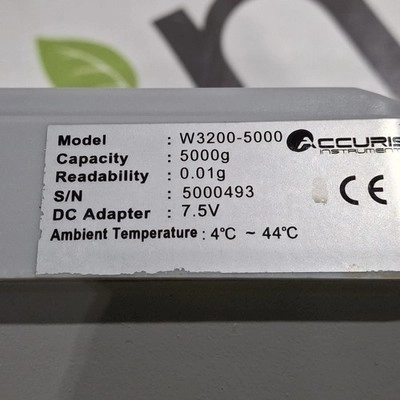 Model : W3200-5000
Capacity : 5000g
Readability : 0.01g
S/N : 5000493
DC Adapter : 7.5V
Ambient Temperature : 4℃ ~ 44℃
ACCURIS
INSTRUMENTS
CE